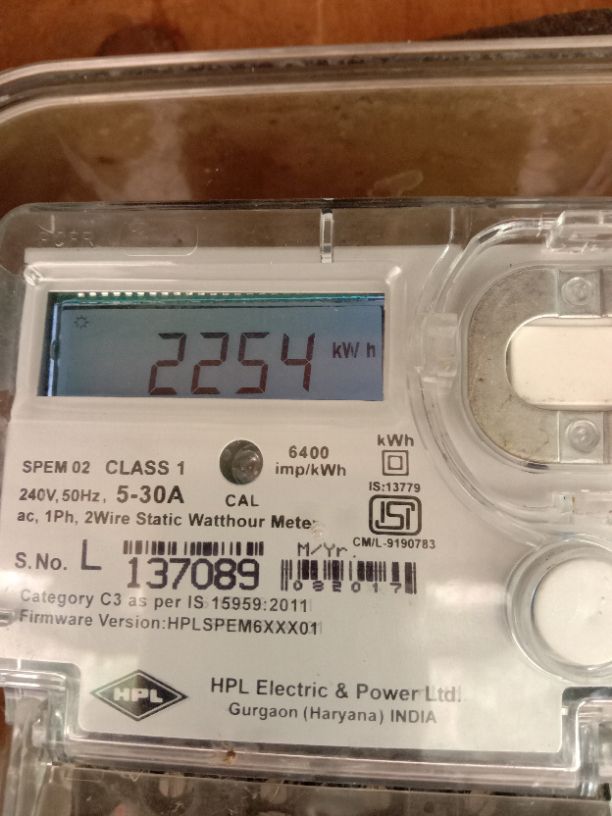 2254 kW h
6400
imp/kWh
kWh
SPEM 02 CLASS 1
IS:13779
240V, 50Hz, 5-30A
CAL
ac, 1Ph, 2Wire Static Watthour Meter
ISI
CM/L-9190783
S.No. L 137089
M/Yr.
082017
Category C3 as per IS 15959:2011
Firmware Version:HPLSPEM6XXX01
HPL
HPL Electric & Power Ltd.
Gurgaon (Haryana) INDIA